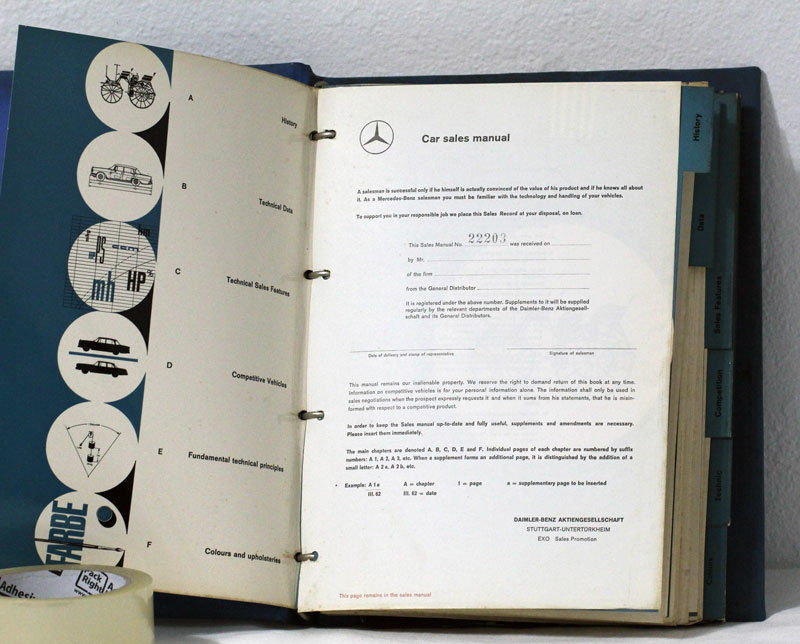 A
History
B
Technical Data
C
Technical Sales Features
D
Competitive Vehicles
E
Fundamental technical principles
F
Colours and upholsteries
km
PS
mh
HP
FARBE
Pack
Right
Adhesi
Car sales manual
A salesman is successful only if he himself is actually convinced of the value of his product and if he knows all about
it. As a Mercedes-Benz salesman you must be familiar with the technology and handling of your vehicles.
To support you in your responsible job we place this Sales Record at your disposal, on loan.
This Sales Manual No. 22203 was received on
by Mr.
of the firm
from the General Distributor
It is registered under the above number. Supplements to it will be supplied
regularly by the relevant departments of the Daimler-Benz Aktiengesell-
schaft and its General Distributors.
Date of delivery and stamp of representative
Signature of salesman
This manual remains our inalienable property. We reserve the right to demand return of this book at any time.
Information on competitive vehicles is for your personal information alone. The information shall only be used in
sales negotiations when the prospect expressly requests it and when it sums from his statements, that he is misin-
formed with respect to a competitive product.
In order to keep the Sales manual up-to-date and fully useful, supplements and amendments are necessary.
Please insert them immediately.
The main chapters are denoted A, B, C, D, E and F. Individual pages of each chapter are numbered by suffix
numbers: A 1, A 2, A 3, etc. When a supplement forms an additional page, it is distinguished by the addition of a
small letter: A 2 a, A 2 b, etc.
Example: A 1 a A = chapter 1 = page a = supplementary page to be inserted
III. 62 III. 62 = date
DAIMLER-BENZ AKTIENGESELLSCHAFT
STUTTGART-UNTERTÜRKHEIM
EXO Sales Promotion
This page remains in the sales manual
History
Data
Sales Features
Competition
Technic
Colours